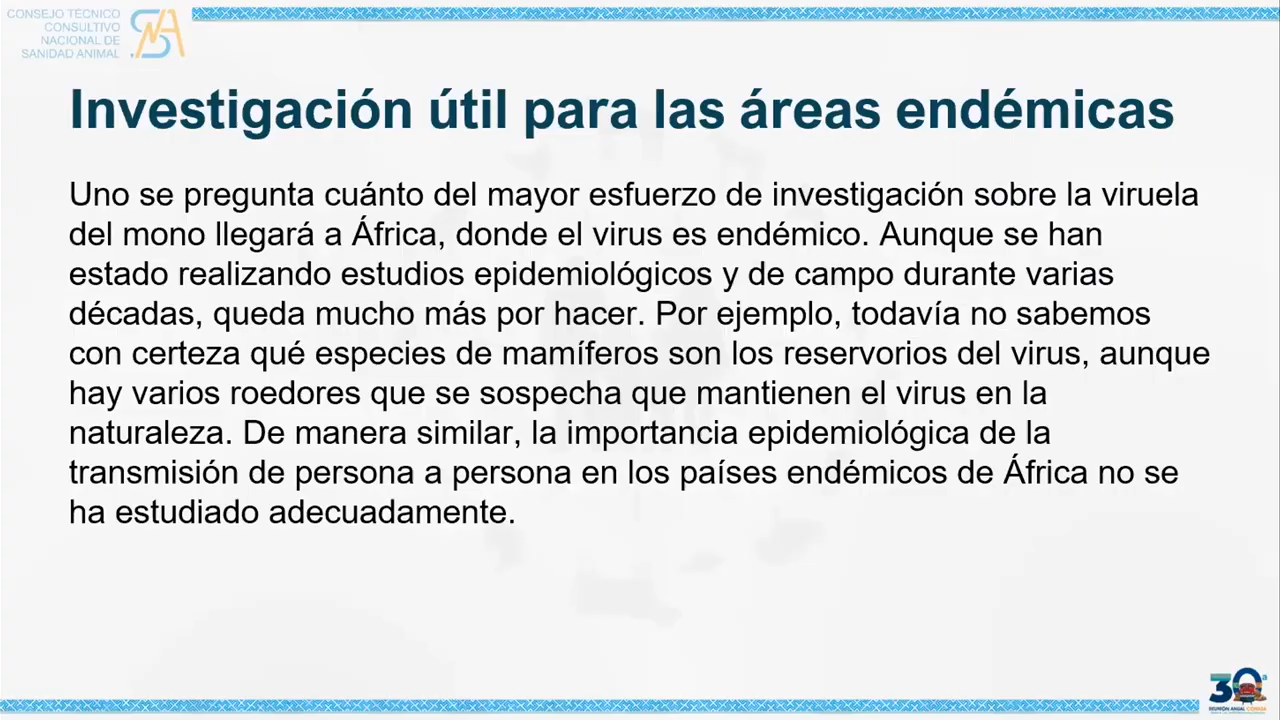 CONSEJO TÉCNICO
CONSULTIVO
NACIONAL DE
SANIDAD ANIMAL
Investigación útil para las áreas endémicas
Uno se pregunta cuánto del mayor esfuerzo de investigación sobre la viruela
del mono llegará a África, donde el virus es endémico. Aunque se han
estado realizando estudios epidemiológicos y de campo durante varias
décadas, queda mucho más por hacer. Por ejemplo, todavía no sabemos
con certeza qué especies de mamíferos son los reservorios del virus, aunque
hay varios roedores que se sospecha que mantienen el virus en la
naturaleza. De manera similar, la importancia epidemiológica de la
transmisión de persona a persona en los países endémicos de África no se
ha estudiado adecuadamente.
30ª
REUNIÓN ANUAL CONASA